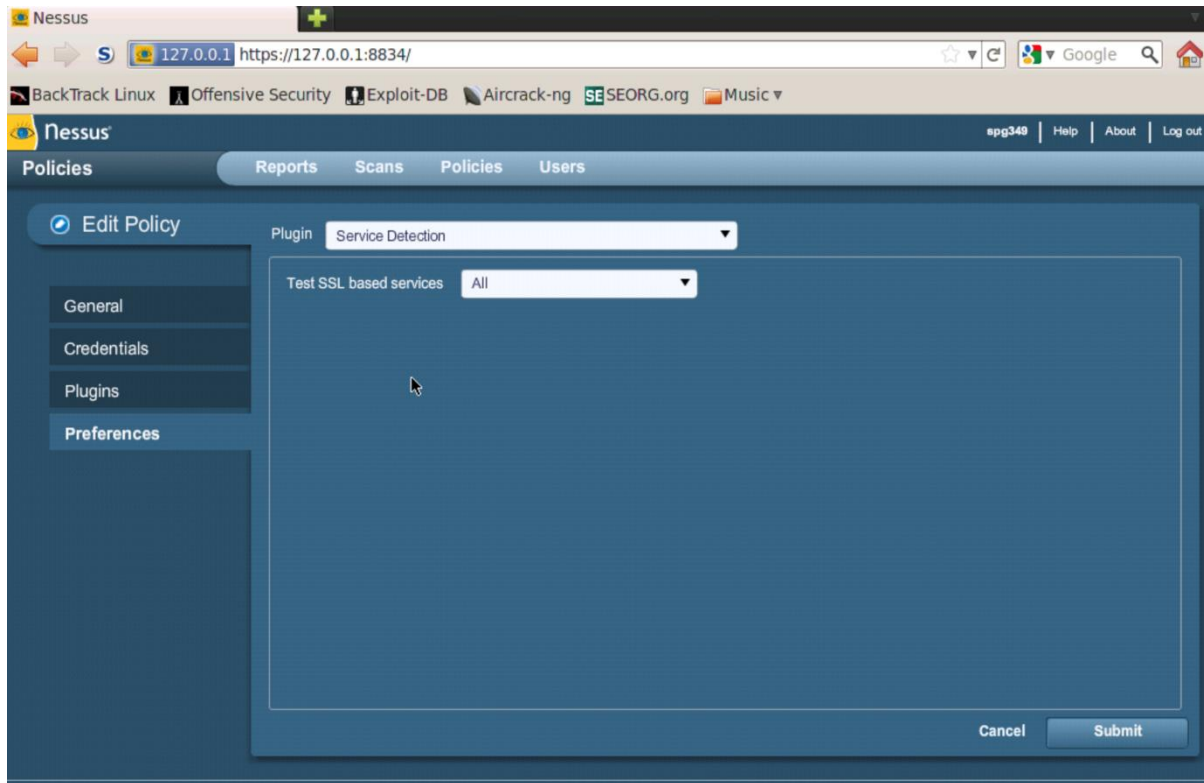 Nessus
127.0.0.1 https://127.0.0.1:8834/
Google
BackTrack Linux Offensive Security Exploit-DB Aircrack-ng SE SEORG.org Music
Nessus
spg349 | Help | About | Log out
Policies
Reports Scans Policies Users
Edit Policy
Plugin Service Detection
Test SSL based services All
General
Credentials
Plugins
Preferences
Cancel Submit